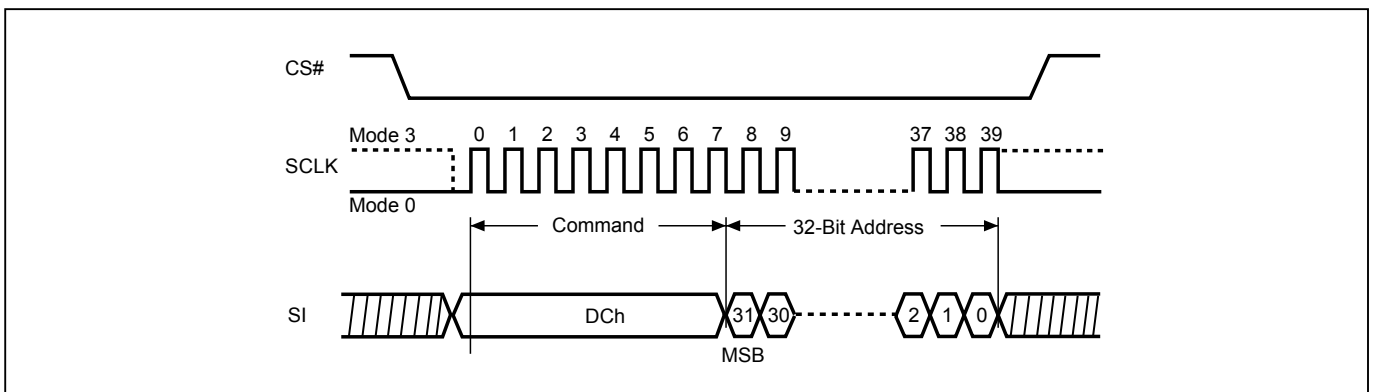 CS#
Mode 3
0 1 2 3 4 5 6 7 8 9 37 38 39
SCLK
Mode 0
Command
32-Bit Address
SI
DCh
31 30 2 1 0
MSB